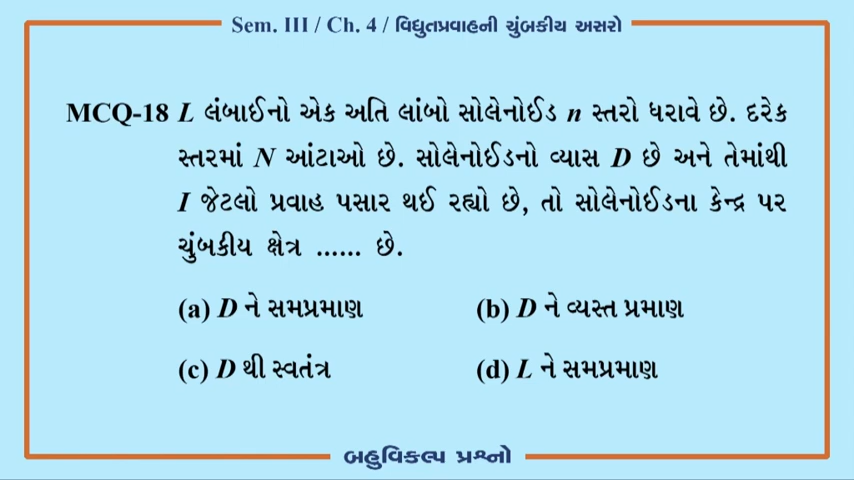 Sem. III / Ch. 4 / વિદ્યુતપ્રવાહની ચુંબકીય અસરો
MCQ-18 L લંબાઈનો એક અતિ લાંબો સોલેનોઈડ n સ્તરો ધરાવે છે. દરેક
સ્તરમાં N આંટાઓ છે. સોલેનોઈડનો વ્યાસ D છે અને તેમાંથી
I જેટલો પ્રવાહ પસાર થઈ રહ્યો છે, તો સોલેનોઈડના કેન્દ્ર પર
ચુંબકીય ક્ષેત્ર ...... છે.
(a) D ને સમપ્રમાણ (b) D ને વ્યસ્ત પ્રમાણ
(c) D થી સ્વતંત્ર (d) L ને સમપ્રમાણ
બહુવિકલ્પ પ્રશ્નો